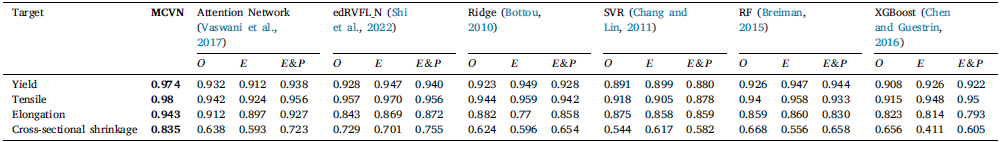 Target MCVN Attention Network edRVFL_N (Shi Ridge (Bottou, SVR (Chang and RF (Breiman, XGBoost (Chen
(Vaswani et al., et al., 2022) 2010) Lin, 2011) 2015) and Guestrin,
2017) 2016)
O E E&P O E E&P O E E&P O E E&P O E E&P O E E&P
Yield 0.974 0.932 0.912 0.938 0.928 0.947 0.940 0.923 0.949 0.928 0.891 0.899 0.880 0.926 0.947 0.944 0.908 0.926 0.922
Tensile 0.98 0.942 0.924 0.956 0.957 0.970 0.956 0.944 0.959 0.942 0.918 0.905 0.878 0.94 0.958 0.933 0.915 0.948 0.95
Elongation 0.943 0.912 0.897 0.927 0.843 0.869 0.872 0.882 0.77 0.858 0.875 0.858 0.859 0.859 0.860 0.830 0.823 0.814 0.793
Cross-sectional shrinkage 0.835 0.638 0.593 0.723 0.729 0.701 0.755 0.624 0.596 0.654 0.544 0.617 0.582 0.668 0.556 0.658 0.656 0.411 0.605